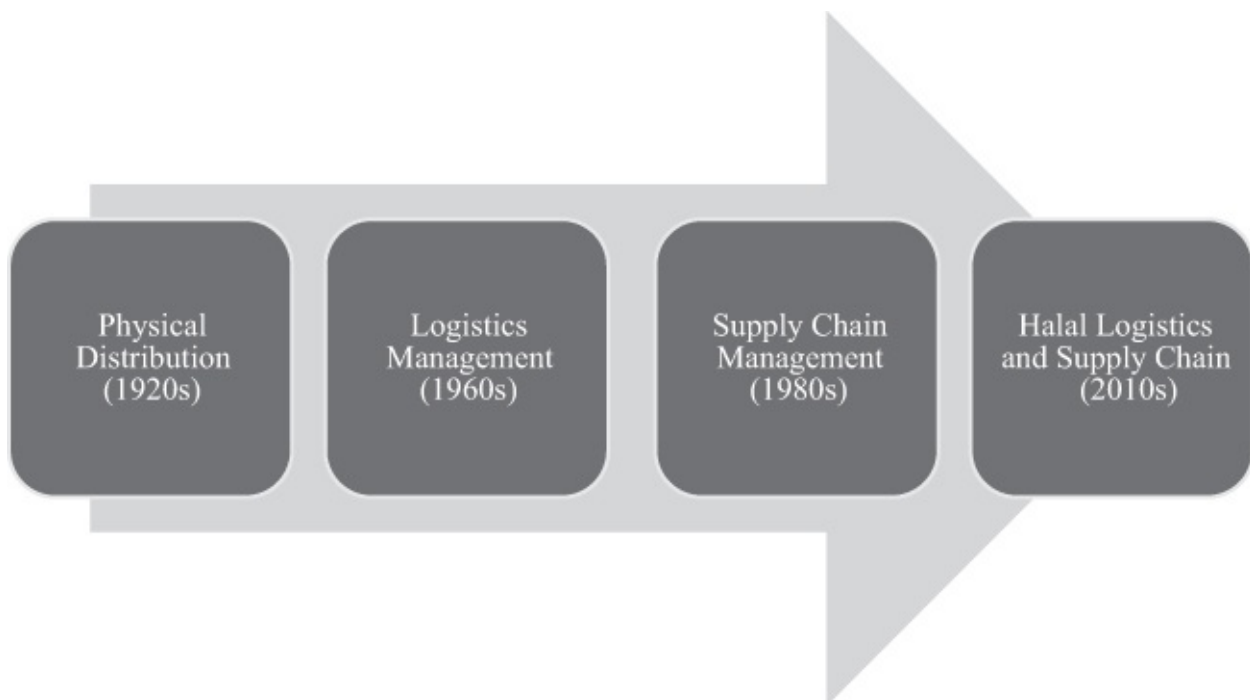 Physical
Distribution
(1920s)
Logistics
Management
(1960s)
Supply Chain
Management
(1980s)
Halal Logistics
and Supply Chain
(2010s)